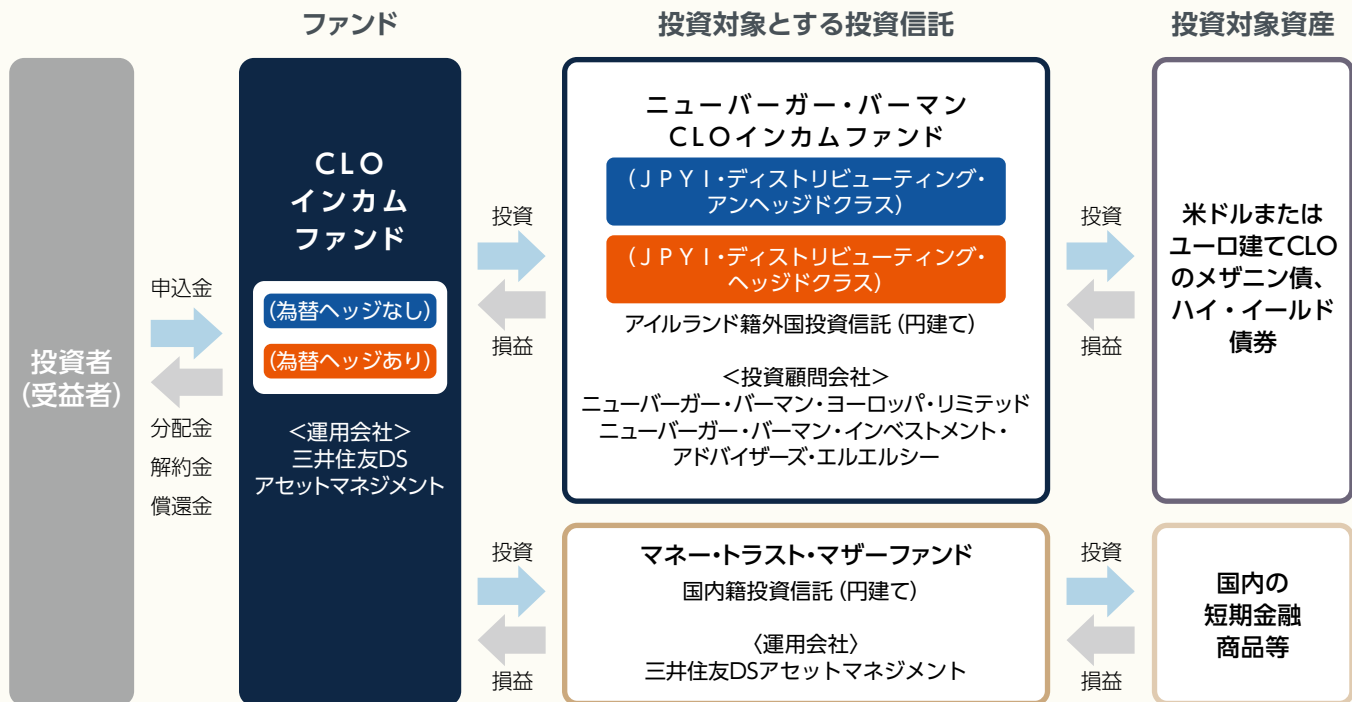 ファンド
投資対象とする投資信託
投資対象資産
投資者
(受益者)
申込金
分配金
解約金
償還金
CLO
インカム
ファンド
(為替ヘッジなし)
(為替ヘッジあり)
<運用会社>
三井住友DS
アセットマネジメント
投資
損益
ニューバーガー・バーマン
CLOインカムファンド
(JPYI・ディストリビューティング・
アンヘッジドクラス)
(JPYI・ディストリビューティング・
ヘッジドクラス)
アイルランド籍外国投資信託(円建て)
<投資顧問会社>
ニューバーガー・バーマン・ヨーロッパ・リミテッド
ニューバーガー・バーマン・インベストメント・
アドバイザーズ・エルエルシー
投資
損益
米ドルまたは
ユーロ建てCLO
のメザニン債、
ハイ・イールド
債券
投資
損益
マネー・トラスト・マザーファンド
国内籍投資信託(円建て)
〈運用会社〉
三井住友DSアセットマネジメント
投資
損益
国内の
短期金融
商品等